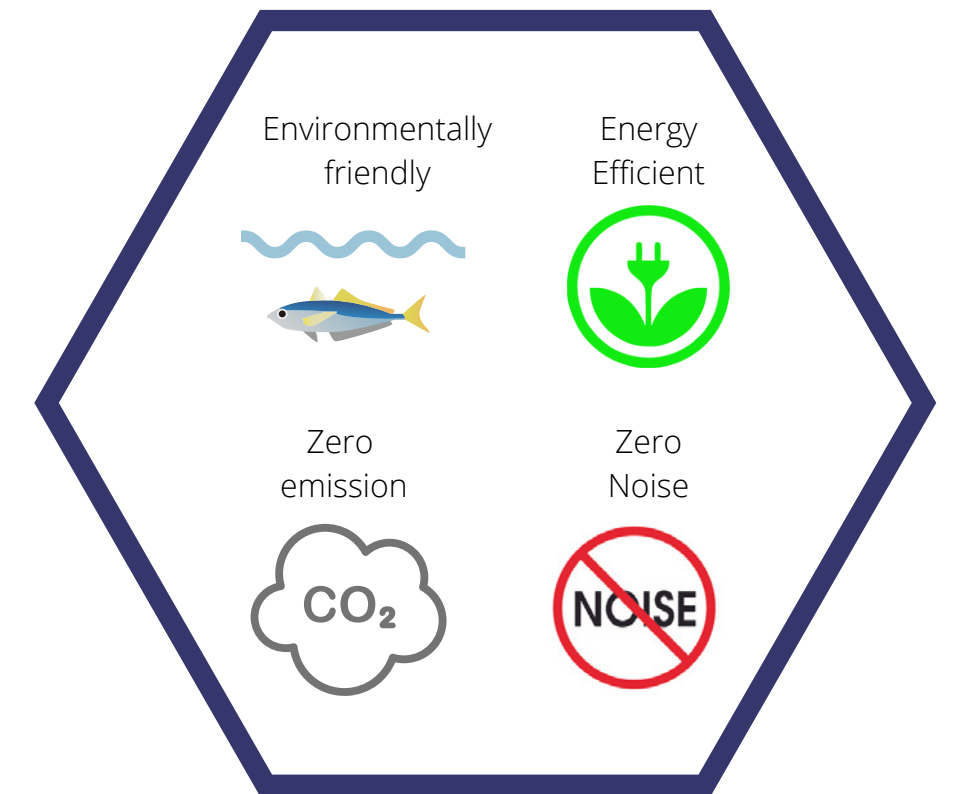 Environmentally
friendly
Energy
Efficient
Zero
emission
CO₂
Zero
Noise
NOISE